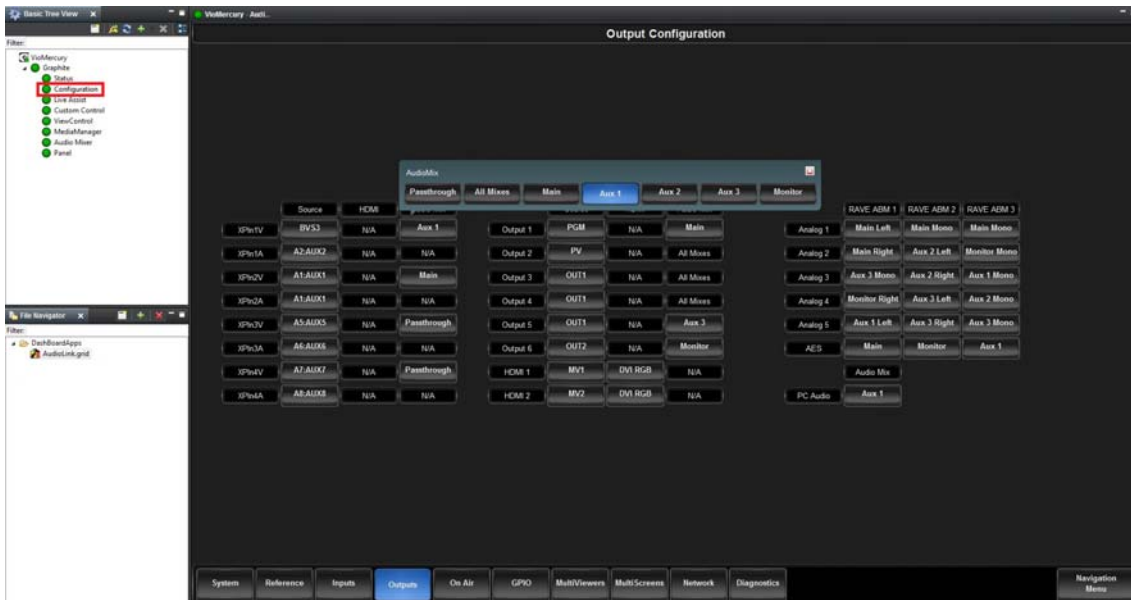 Basic Tree View
VioMercury - Audi..
Output Configuration
Filter:
VioMercury
Graphite
Status
Configuration
Live Assist
Custom Control
ViewControl
MediaManager
Audio Mixer
Panel
AudioMix
Passthrough All Mixes Main Aux 1 Aux 2 Aux 3 Monitor
Source HDMI
XPIn1V BVS3 N/A Aux 1
XPIn1A A2:AUX2 N/A N/A
XPIn2V A1:AUX1 N/A Main
XPIn2A A1:AUX1 N/A N/A
XPIn3V A5:AUX5 N/A Passthrough
XPIn3A A6:AUX6 N/A N/A
XPIn4V A7:AUX7 N/A Passthrough
XPIn4A A8:AUX8 N/A N/A
Output 1 PGM N/A Main
Output 2 PV N/A All Mixes
Output 3 OUT1 N/A All Mixes
Output 4 OUT1 N/A All Mixes
Output 5 OUT1 N/A Aux 3
Output 6 OUT2 N/A Monitor
HDMI 1 MV1 DVI RGB N/A
HDMI 2 MV2 DVI RGB N/A
RAVE ABM 1 RAVE ABM 2 RAVE ABM 3
Analog 1 Main Left Main Mono Main Mono
Analog 2 Main Right Aux 2 Left Monitor Mono
Analog 3 Aux 3 Mono Aux 2 Right Aux 1 Mono
Analog 4 Monitor Right Aux 3 Left Aux 2 Mono
Analog 5 Aux 1 Left Aux 3 Right Aux 3 Mono
AES Main Monitor Aux 1
Audio Mix
PC Audio Aux 1
File Navigator
Filter:
DashBoardApps
AudioLink.grid
System Reference Inputs Outputs On Air GPIO MultiViewers MultiScreens Network Diagnostics
Navigation Menu